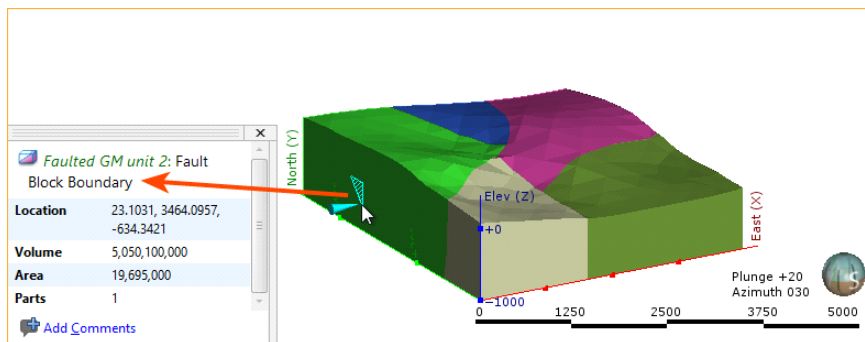 ×
Faulted GM unit 2: Fault
Block Boundary
Location 23.1031, 3464.0957,
-634.3421
Volume 5,050,100,000
Area 19,695,000
Parts 1
Add Comments
North (Y)
Elev (Z)
+0
-1000
East (X)
Plunge +20
Azimuth 030
S
0 1250 2500 3750 5000